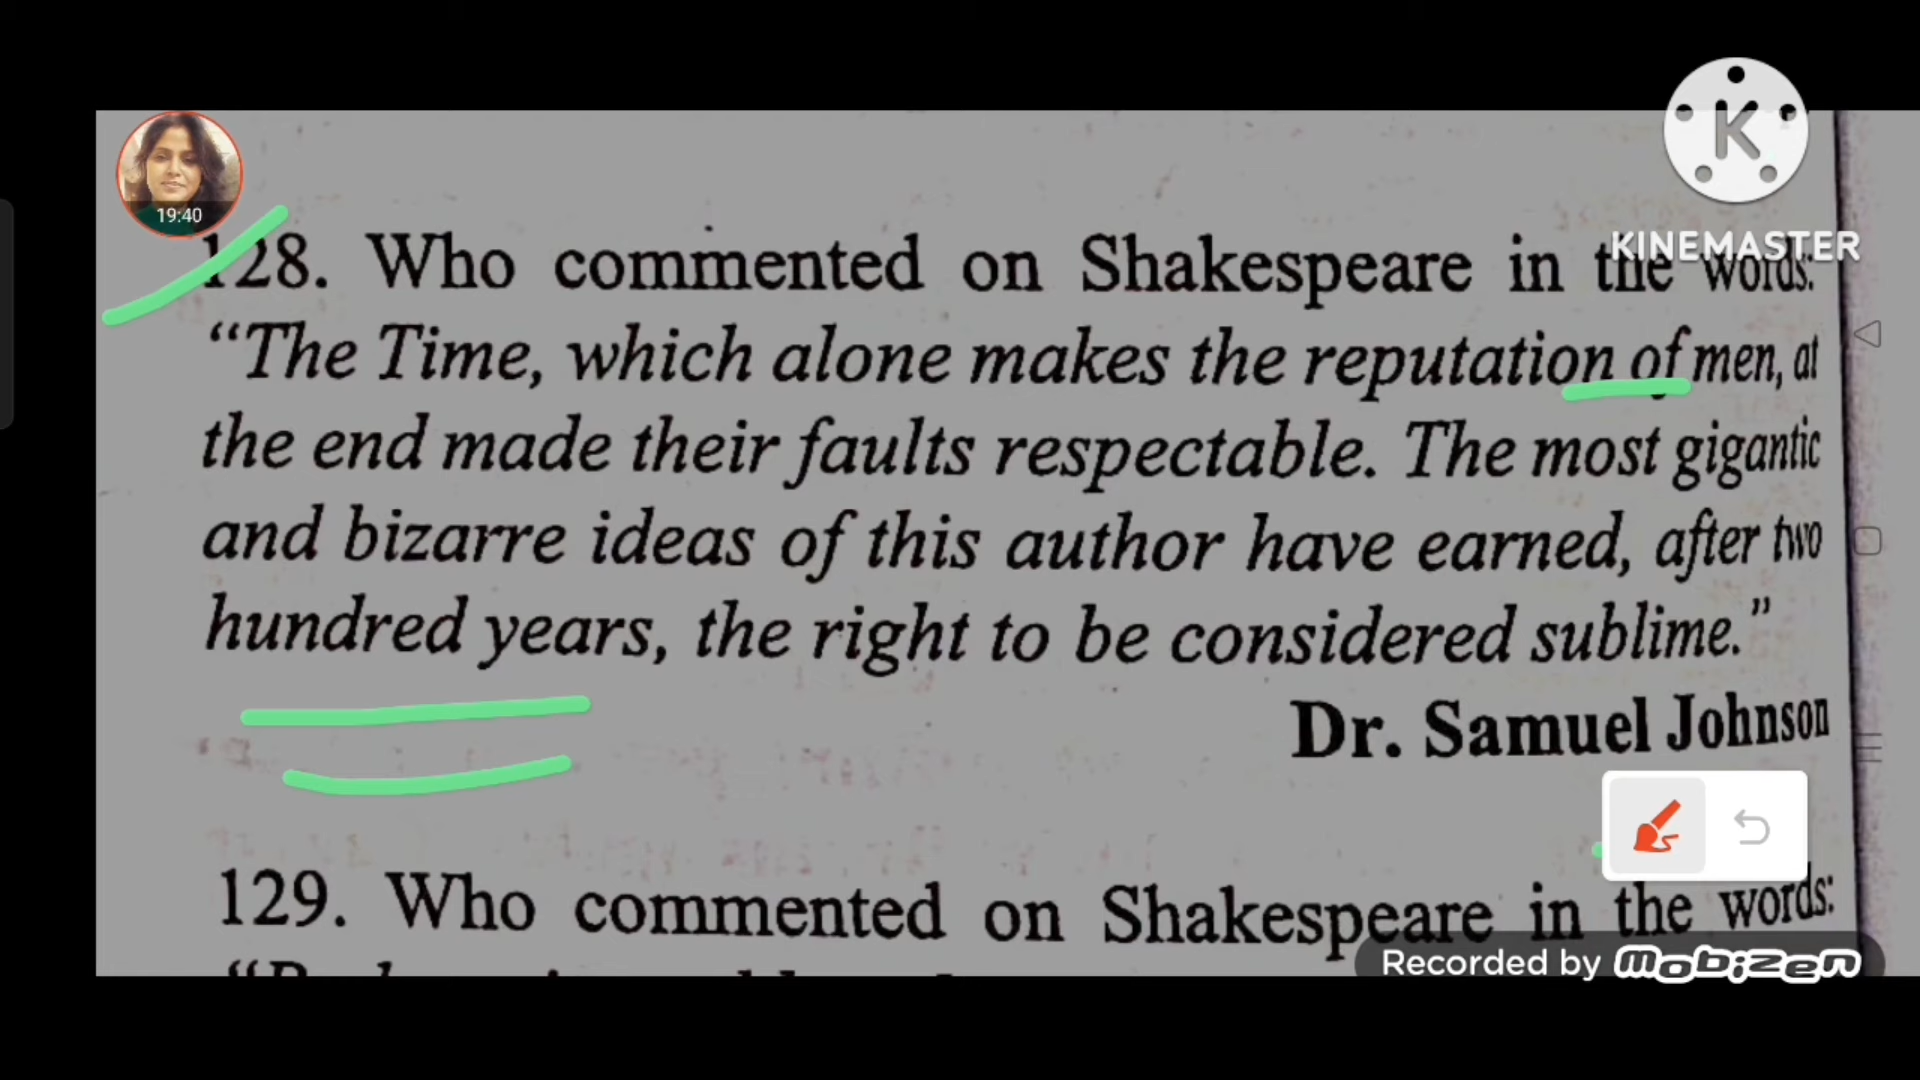 19:40
K
KINEMASTER
128. Who commented on Shakespeare in the words:
“The Time, which alone makes the reputation of men, at
the end made their faults respectable. The most gigantic
and bizarre ideas of this author have earned, after two
hundred years, the right to be considered sublime.”
Dr. Samuel Johnson
129. Who commented on Shakespeare in the words:
Recorded by Mobizen